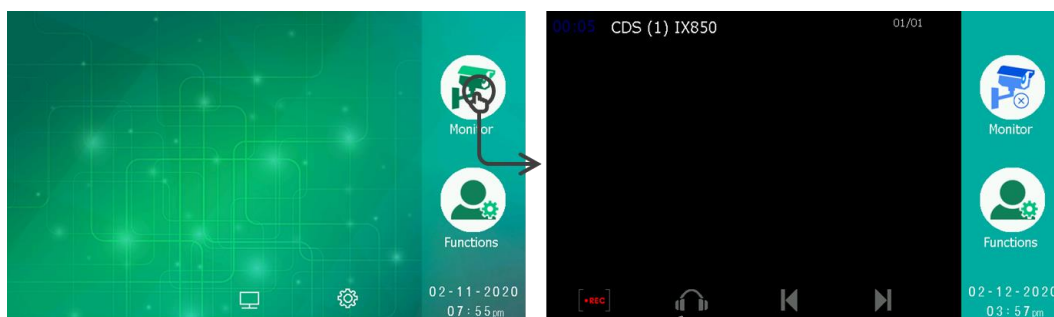 Monitor
Functions
02-11-2020
07:55pm
00:05 CDS (1) IX850 01/01
Monitor
Functions
REC
02-12-2020
03:57pm